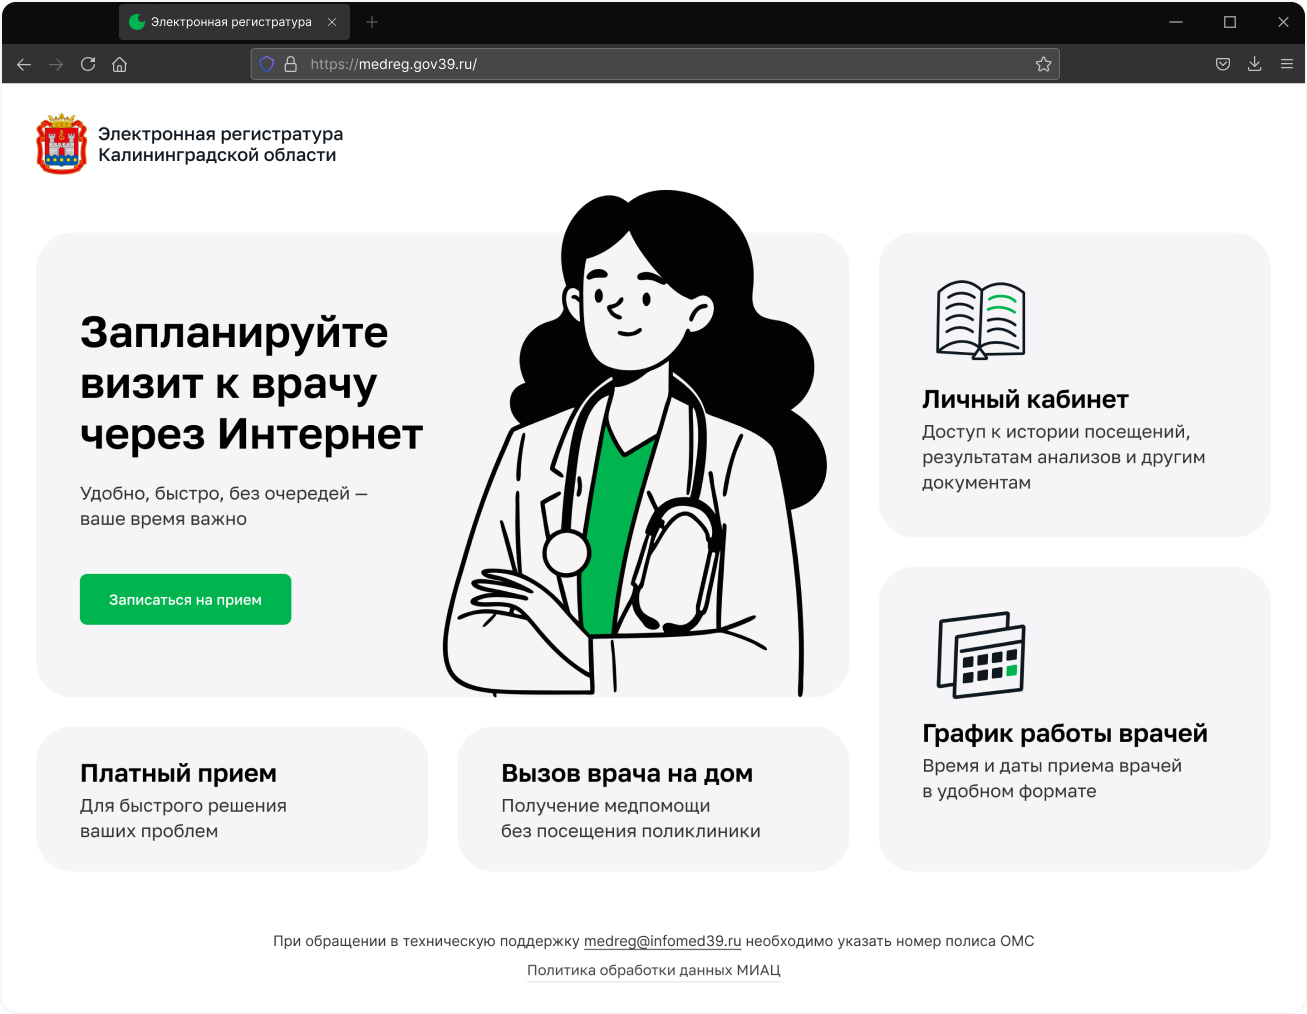 Электронная регистратура
https://medreg.gov39.ru/
Электронная регистратура
Калининградской области
Запланируйте
визит к врачу
через Интернет
Удобно, быстро, без очередей —
ваше время важно
Записаться на прием
Личный кабинет
Доступ к истории посещений,
результатам анализов и другим
документам
График работы врачей
Время и даты приема врачей
в удобном формате
Платный прием
Для быстрого решения
ваших проблем
Вызов врача на дом
Получение медпомощи
без посещения поликлиники
При обращении в техническую поддержку medreg@infomed39.ru необходимо указать номер полиса ОМС
Политика обработки данных МИАЦ